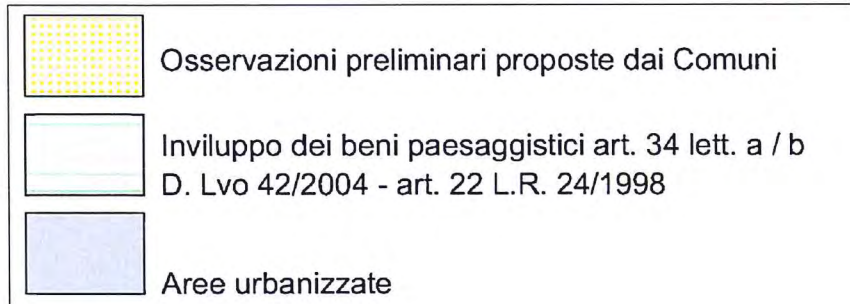 Osservazioni preliminari proposte dai Comuni
Inviluppo dei beni paesaggistici art. 34 lett. a / b
D. Lvo 42/2004 - art. 22 L.R. 24/1998
Aree urbanizzate